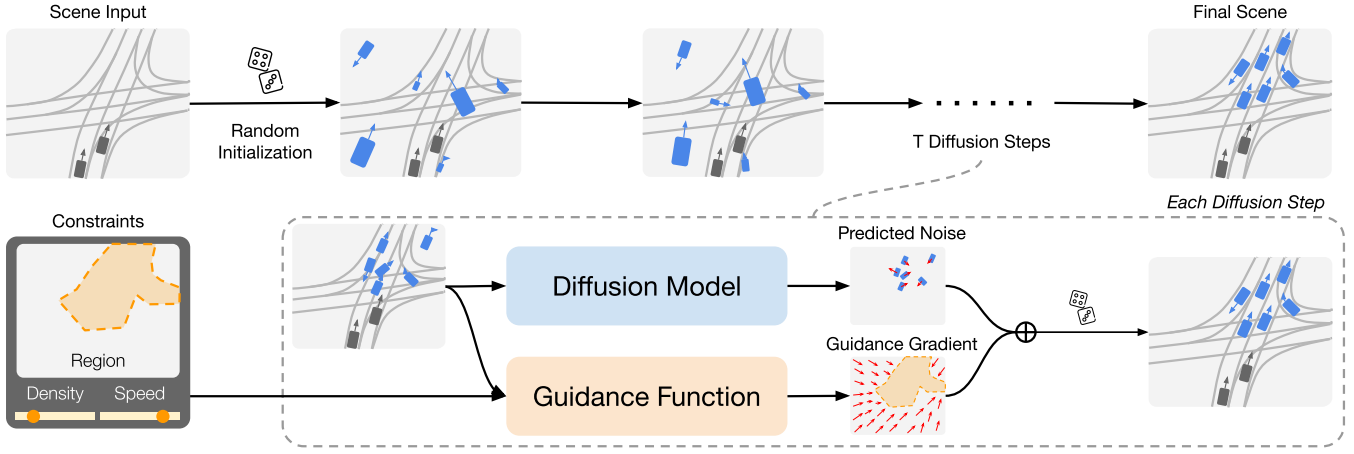 Scene Input
Final Scene
Random
Initialization
T Diffusion Steps
Constraints
Each Diffusion Step
Predicted Noise
Diffusion Model
Region
Guidance Gradient
Density
Speed
Guidance Function